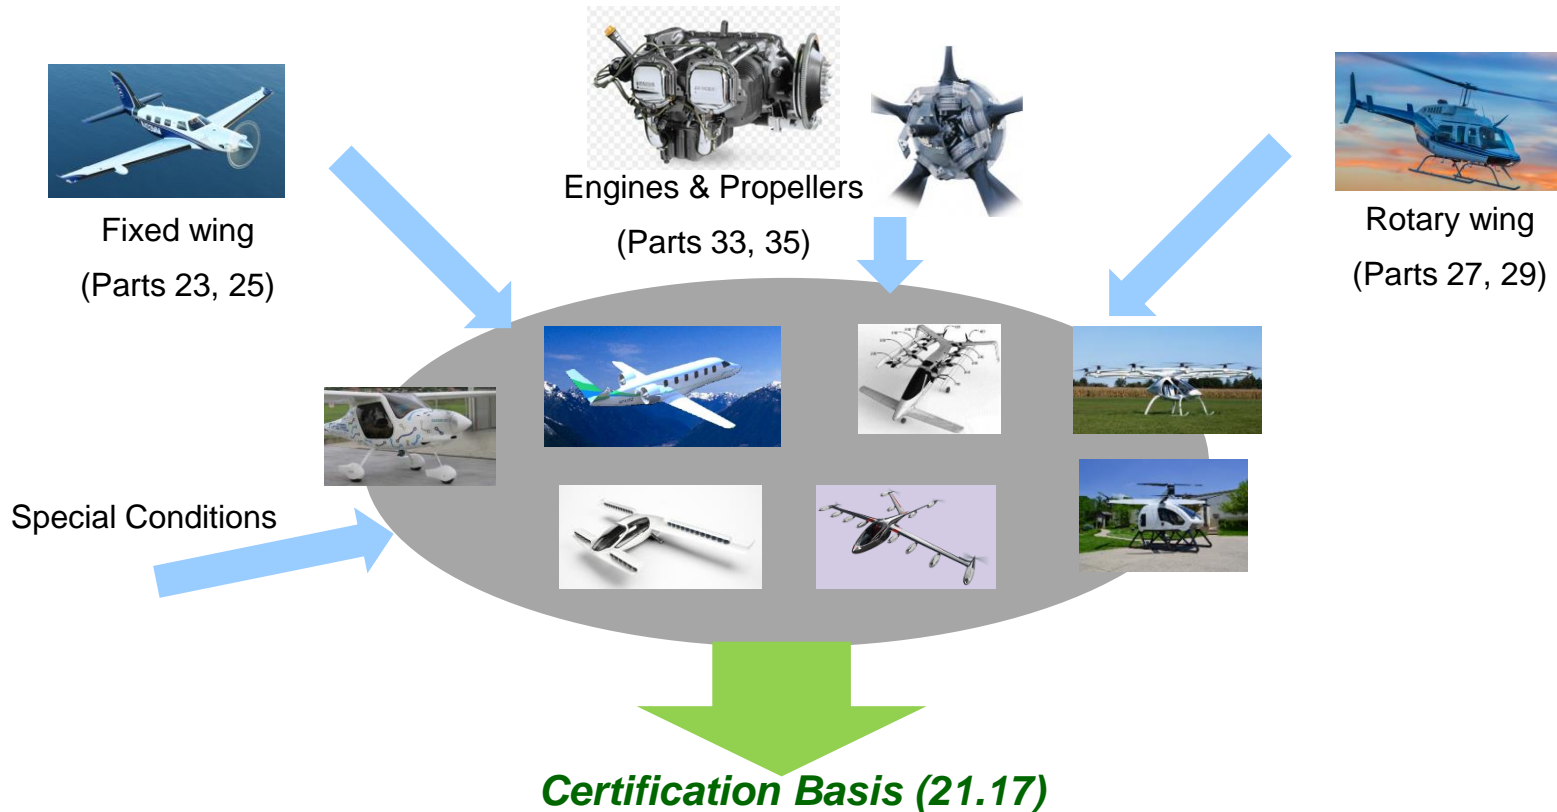 Engines & Propellers
(Parts 33, 35)
Fixed wing
(Parts 23, 25)
Rotary wing
(Parts 27, 29)
Special Conditions
Certification Basis (21.17)